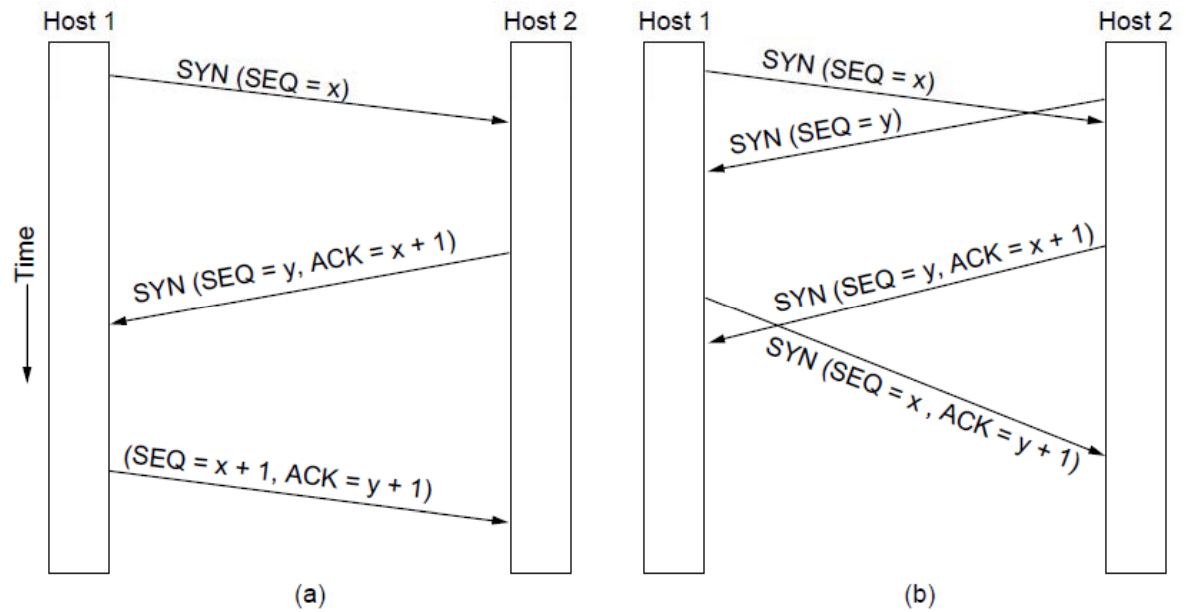 Host 1
Host 2
SYN (SEQ = x)
SYN (SEQ = y, ACK = x + 1)
(SEQ = x + 1, ACK = y + 1)
Time
(a)
Host 1
Host 2
SYN (SEQ = x)
SYN (SEQ = y)
SYN (SEQ = y, ACK = x + 1)
SYN (SEQ = x , ACK = y + 1)
(b)